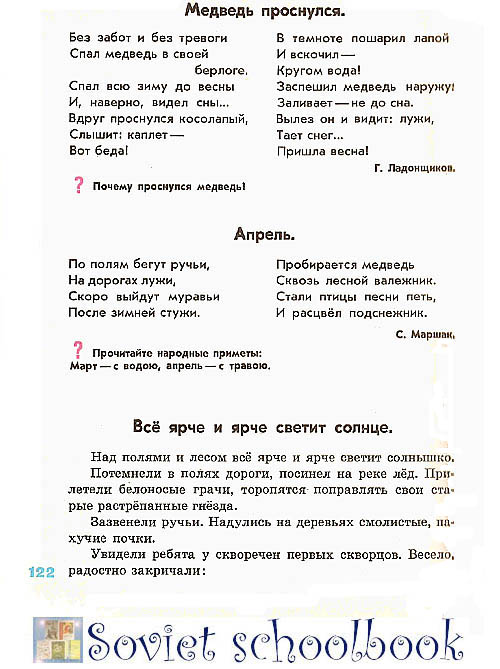 Медведь проснулся.
Без забот и без тревоги
Спал медведь в своей
берлоге.
Спал всю зиму до весны
И, наверно, видел сны...
Вдруг проснулся косолапый,
Слышит: каплет—
Вот беда!
В темноте пошарил лапой
И вскочил—
Кругом вода!
Заспешил медведь наружу:
Заливает—не до сна.
Вылез он и видит: лужи,
Тает снег...
Пришла весна!
Г. Ладонщиков.
? Почему проснулся медведь?
Апрель.
По полям бегут ручьи,
На дорогах лужи,
Скоро выйдут муравьи
После зимней стужи.
Пробирается медведь
Сквозь лесной валежник.
Стали птицы песни петь,
И расцвёл подснежник.
С. Маршак.
? Прочитайте народные приметы:
Март—с водою, апрель—с травою.
Всё ярче и ярче светит солнце.
Над полями и лесом всё ярче и ярче светит солнышко.
Потемнели в полях дороги, посинел на реке лёд. При-
летели белоносые грачи, торопятся поправлять свои ста-
рые растрёпанные гнёзда.
Зазвенели ручьи. Надулись на деревьях смолистые, па-
хучие почки.
Увидели ребята у скворечен первых скворцов. Весело,
радостно закричали:
122
Soviet schoolbook